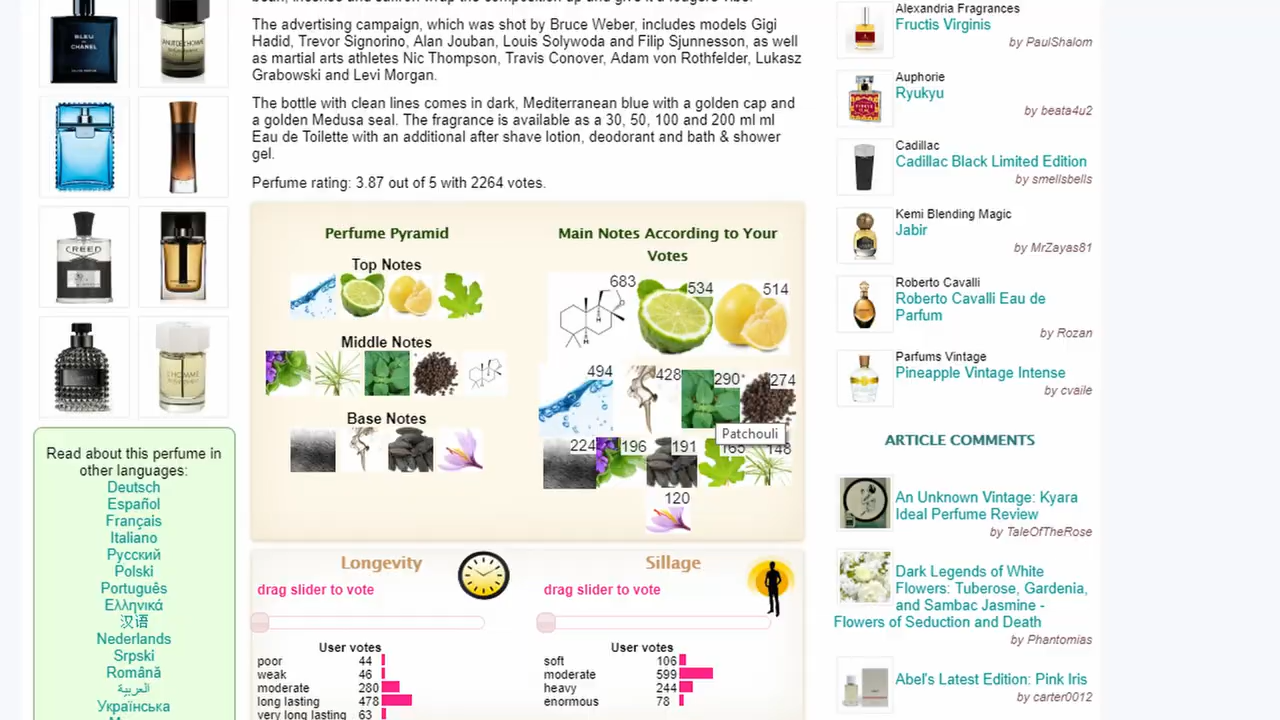 The advertising campaign, which was shot by Bruce Weber, includes models Gigi
Hadid, Trevor Signorino, Alan Jouban, Louis Solywoda and Filip Sjunnesson, as well
as martial arts athletes Nic Thompson, Travis Conover, Adam von Rothfelder, Lukasz
Grabowski and Levi Morgan.
The bottle with clean lines comes in dark, Mediterranean blue with a golden cap and
a golden Medusa seal. The fragrance is available as a 30, 50, 100 and 200 ml ml
Eau de Toilette with an additional after shave lotion, deodorant and bath & shower
gel.
Perfume rating: 3.87 out of 5 with 2264 votes.
BLEU
CHANEL
CREED
L'HOMME
Read about this perfume in
other languages:
Deutsch
Español
Français
Italiano
Русский
Polski
Português
Ελληνικά
汉语
Nederlands
Srpski
Română
العربية
Українська
Perfume Pyramid
Top Notes
Middle Notes
Base Notes
Main Notes According to Your
Votes
683
534
514
494
428
290
274
Patchouli
224
196
191
165
148
120
Longevity
drag slider to vote
User votes
poor 44
weak 46
moderate 280
long lasting 478
very long lasting 63
Sillage
drag slider to vote
User votes
soft 106
moderate 599
heavy 244
enormous 78
Alexandria Fragrances
Fructis Virginis
by PaulShalom
Auphorie
Ryukyu
by beata4u2
Cadillac
Cadillac Black Limited Edition
by smellsbells
Kemi Blending Magic
Jabir
by MrZayas81
Roberto Cavalli
Roberto Cavalli Eau de
Parfum
by Rozan
Parfums Vintage
Pineapple Vintage Intense
by cvaile
ARTICLE COMMENTS
An Unknown Vintage: Kyara
Ideal Perfume Review
by TaleOfTheRose
Dark Legends of White
Flowers: Tuberose, Gardenia,
and Sambac Jasmine -
Flowers of Seduction and Death
by Phantomias
Abel's Latest Edition: Pink Iris
by carter0012